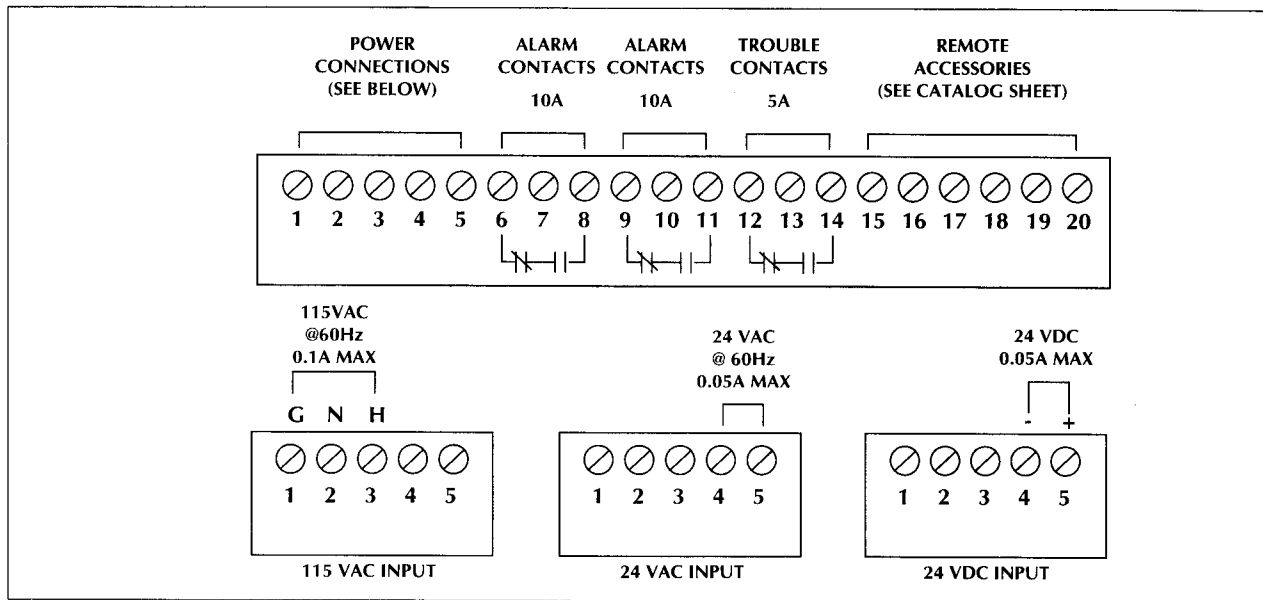 POWER CONNECTIONS (SEE BELOW)
ALARM CONTACTS 10A
ALARM CONTACTS 10A
TROUBLE CONTACTS 5A
REMOTE ACCESSORIES (SEE CATALOG SHEET)
1 2 3 4 5 6 7 8 9 10 11 12 13 14 15 16 17 18 19 20
115VAC
@60Hz
0.1A MAX
G N H
1 2 3 4 5
115 VAC INPUT
24 VAC
@ 60Hz
0.05A MAX
1 2 3 4 5
24 VAC INPUT
24 VDC
0.05A MAX
- +
1 2 3 4 5
24 VDC INPUT